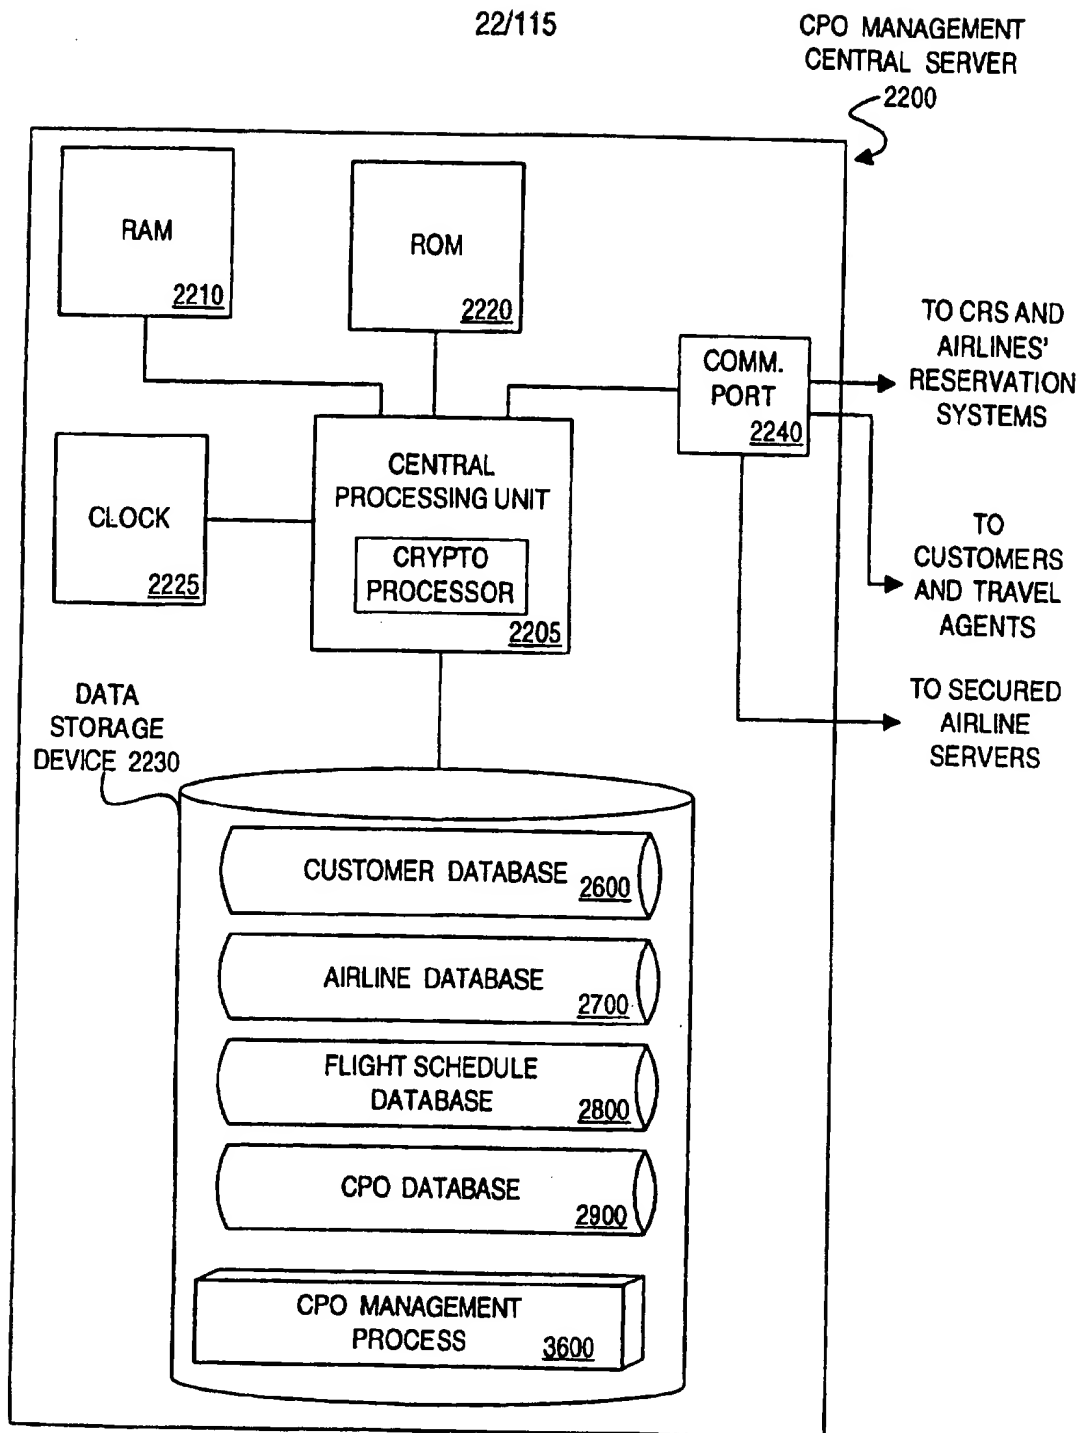 22/115
CPO MANAGEMENT
CENTRAL SERVER
2200
RAM
2210
ROM
2220
COMM.
PORT
2240
TO CRS AND
AIRLINES'
RESERVATION
SYSTEMS
CLOCK
2225
CENTRAL
PROCESSING UNIT
CRYPTO
PROCESSOR
2205
TO
CUSTOMERS
AND TRAVEL
AGENTS
TO SECURED
AIRLINE
SERVERS
DATA
STORAGE
DEVICE 2230
CUSTOMER DATABASE 2600
AIRLINE DATABASE 2700
FLIGHT SCHEDULE
DATABASE 2800
CPO DATABASE 2900
CPO MANAGEMENT
PROCESS 3600